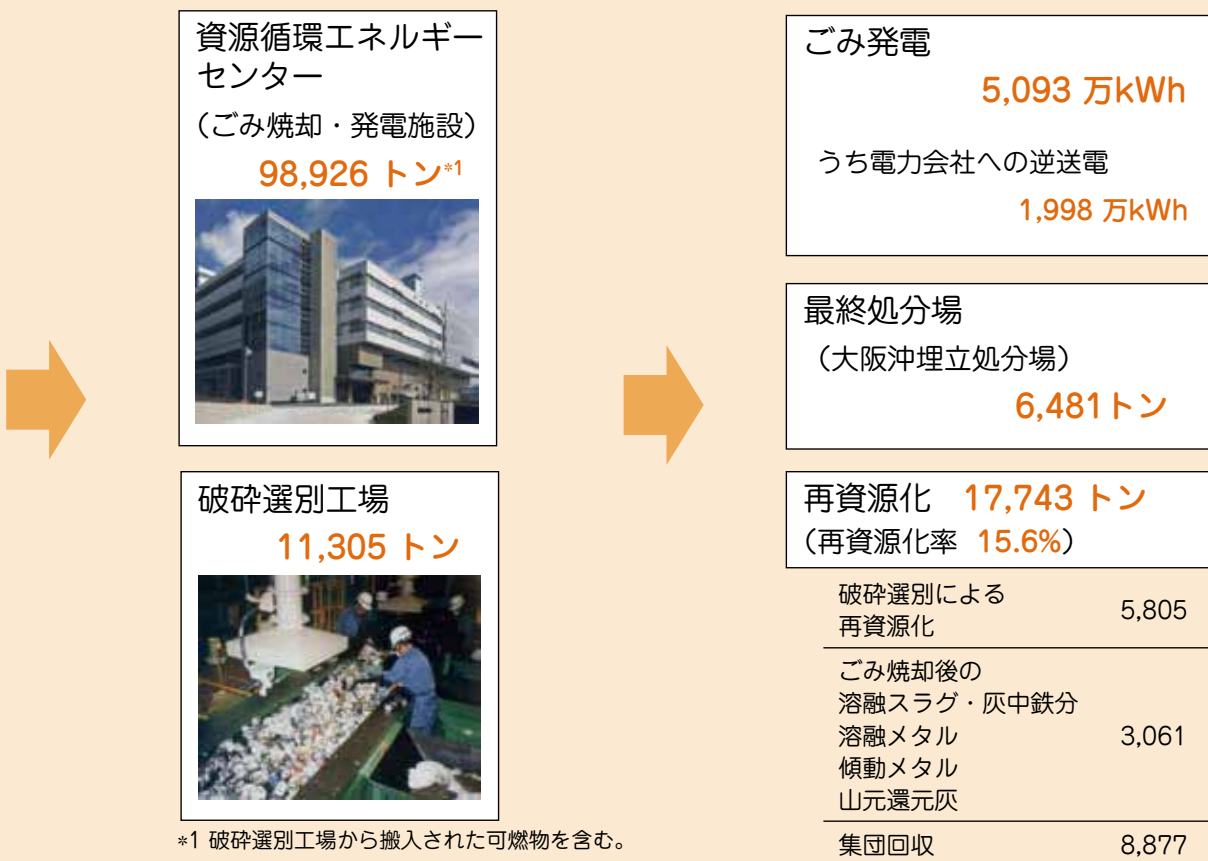 資源循環エネルギー
センター
（ごみ焼却・発電施設）
98,926 トン*1
破砕選別工場
11,305 トン
*1 破砕選別工場から搬入された可燃物を含む。
ごみ発電
5,093 万kWh
うち電力会社への逆送電
1,998 万kWh
最終処分場
（大阪沖埋立処分場）
6,481トン
再資源化 17,743 トン
（再資源化率 15.6%）
破砕選別による
再資源化 5,805
ごみ焼却後の
溶融スラグ・灰中鉄分
溶融メタル 3,061
傾動メタル
山元還元灰
集団回収 8,877